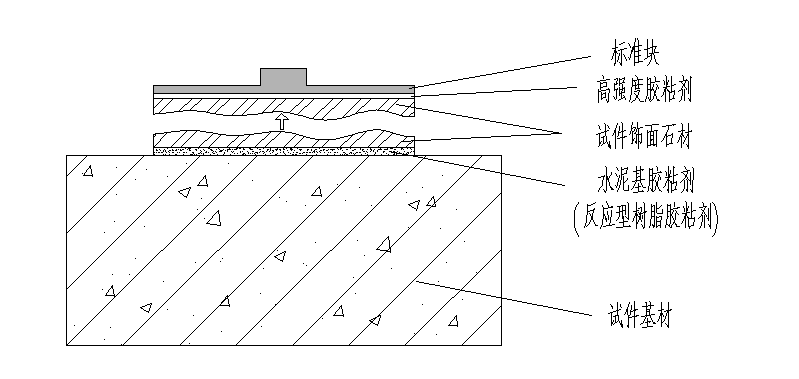 标准块
高强度胶粘剂
试件饰面石材
水泥基胶粘剂
(反应型树脂胶粘剂)
试件基材